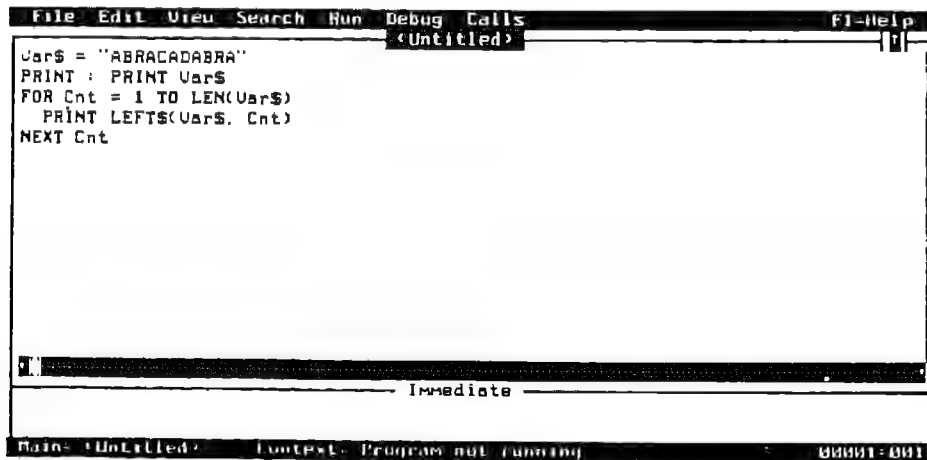 File Edit View Search Run Debug Calls F1=Help
<Untitled>
Var$ = "ABRACADABRA"
PRINT : PRINT Var$
FOR Cnt = 1 TO LEN(Var$)
PRINT LEFT$(Var$, Cnt)
NEXT Cnt
Immediate
Main: <Untitled> Context: Program not running 00001:001